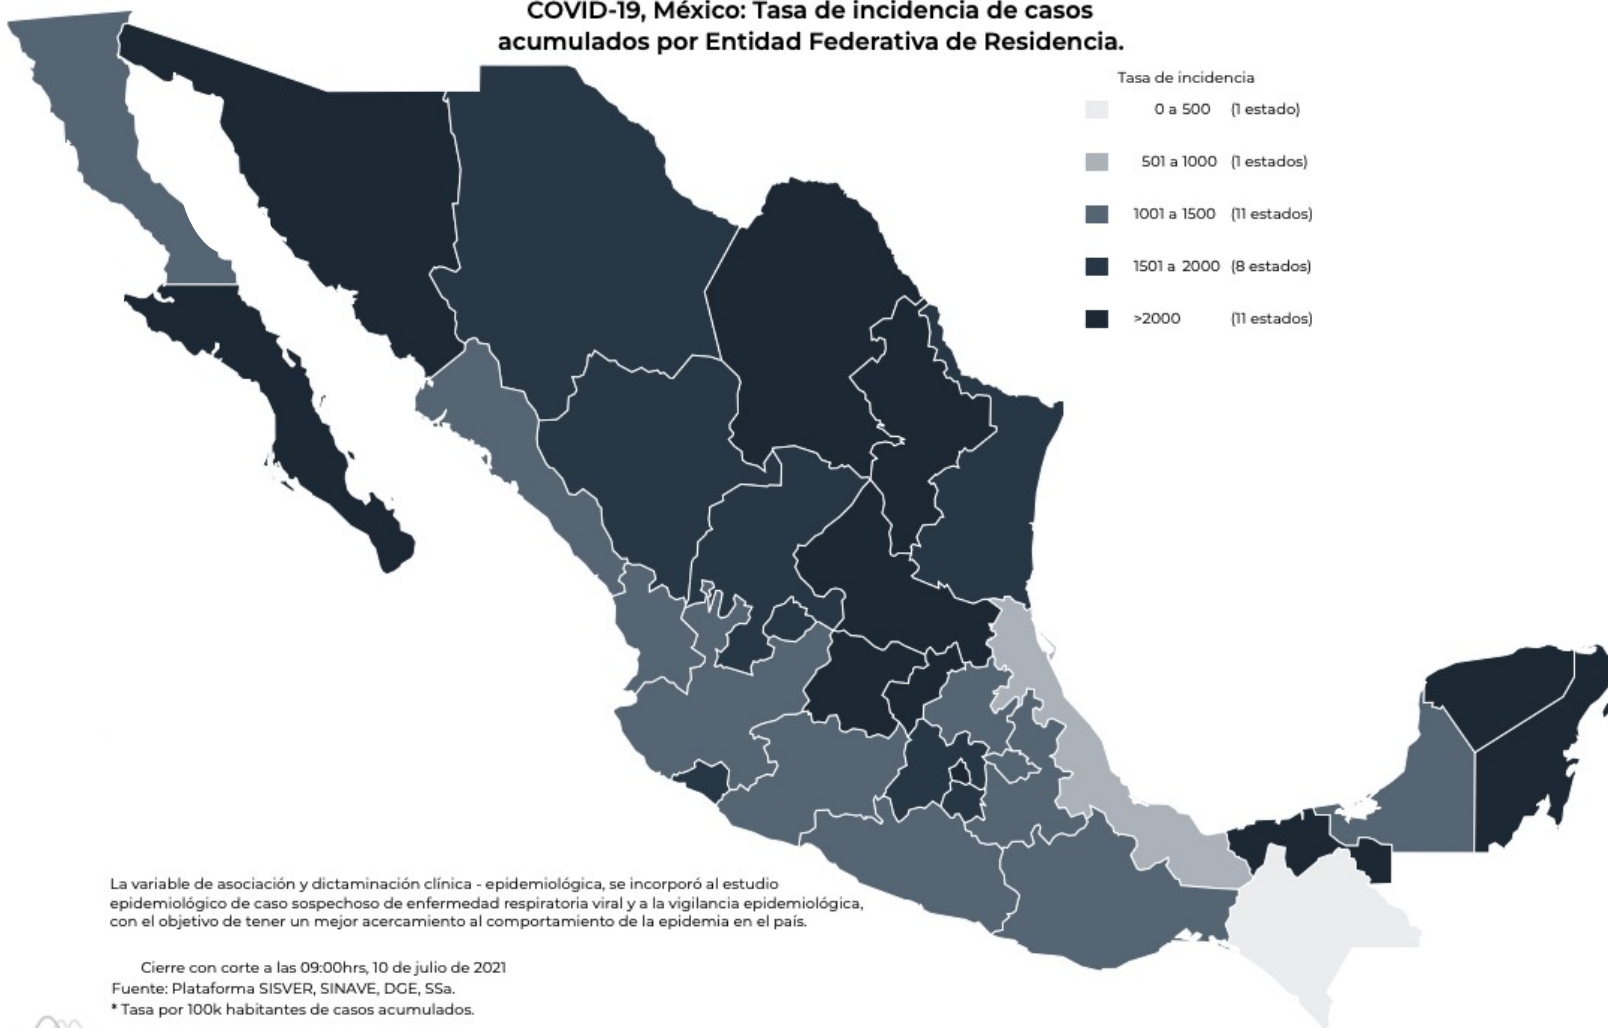 COVID-19, México: Tasa de incidencia de casos
acumulados por Entidad Federativa de Residencia.
Tasa de incidencia
0 a 500 (1 estado)
501 a 1000 (1 estados)
1001 a 1500 (11 estados)
1501 a 2000 (8 estados)
>2000 (11 estados)
La variable de asociación y dictaminación clínica - epidemiológica, se incorporó al estudio
epidemiológico de caso sospechoso de enfermedad respiratoria viral y a la vigilancia epidemiológica,
con el objetivo de tener un mejor acercamiento al comportamiento de la epidemia en el país.
Cierre con corte a las 09:00hrs, 10 de julio de 2021
Fuente: Plataforma SISVER, SINAVE, DGE, SSa.
* Tasa por 100k habitantes de casos acumulados.